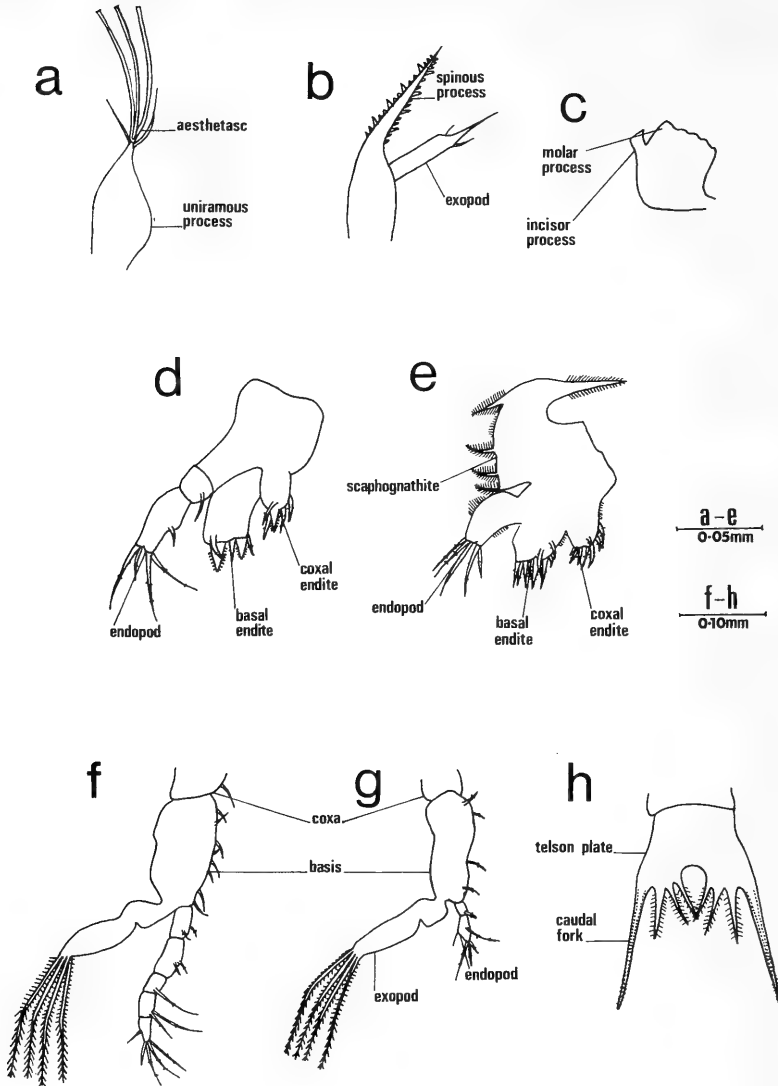 a
aesthetasc
uniramous
process
b
spinous
process
exopod
c
molar
process
incisor
process
d
endopod
basal
endite
coxal
endite
e
scaphognathite
endopod
basal
endite
coxal
endite
a-e
0·05mm
f-h
0·10mm
f
coxa
basis
g
exopod
endopod
h
telson plate
caudal
fork